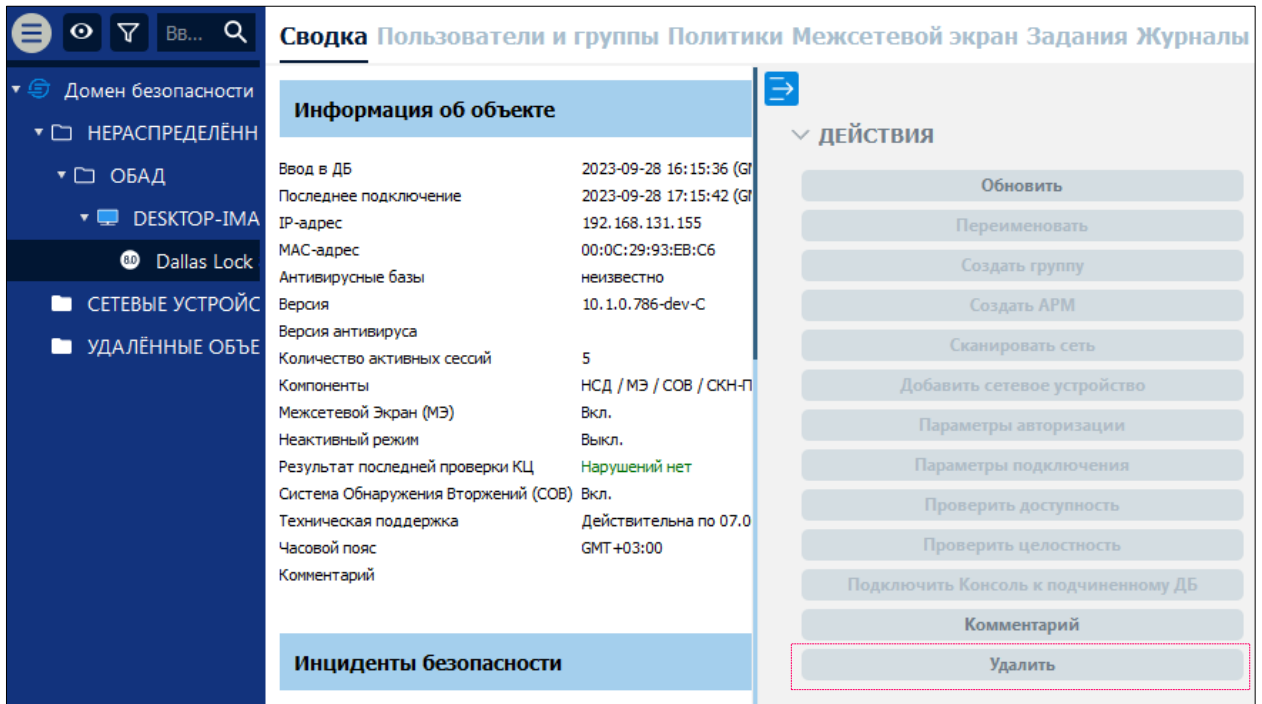 Вв...
Сводка Пользователи и группы Политики Межсетевой экран Задания Журналы
Домен безопасности
НЕРАСПРЕДЕЛЁНН
ОБАД
DESKTOP-IMA
8.0 Dallas Lock
СЕТЕВЫЕ УСТРОЙС
УДАЛЁННЫЕ ОБЪЕ
Информация об объекте
Ввод в ДБ 2023-09-28 16:15:36 (GM
Последнее подключение 2023-09-28 17:15:42 (GM
IP-адрес 192.168.131.155
MAC-адрес 00:0C:29:93:EB:C6
Антивирусные базы неизвестно
Версия 10.1.0.786-dev-C
Версия антивируса
Количество активных сессий 5
Компоненты НСД / МЭ / СОВ / СКН-П
Межсетевой Экран (МЭ) Вкл.
Неактивный режим Выкл.
Результат последней проверки КЦ Нарушений нет
Система Обнаружения Вторжений (СОВ) Вкл.
Техническая поддержка Действительна по 07.0
Часовой пояс GMT+03:00
Комментарий
Инциденты безопасности
ДЕЙСТВИЯ
Обновить
Переименовать
Создать группу
Создать АРМ
Сканировать сеть
Добавить сетевое устройство
Параметры авторизации
Параметры подключения
Проверить доступность
Проверить целостность
Подключить Консоль к подчиненному ДБ
Комментарий
Удалить